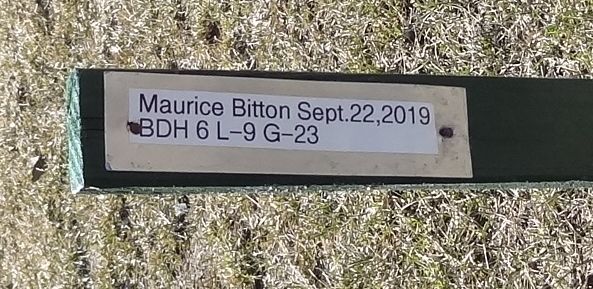 Maurice Bitton Sept.22,2019
BDH 6 L-9 G-23